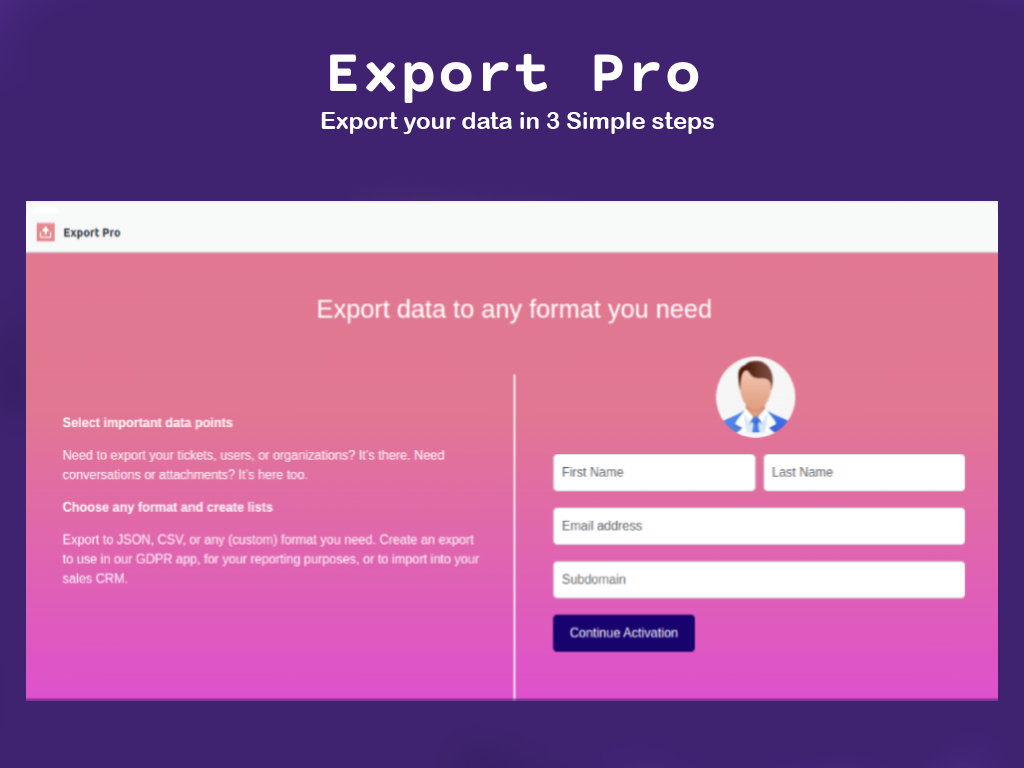 Export Pro
Export your data in 3 Simple steps
Export Pro
Export data to any format you need
Select important data points
Need to export your tickets, users, or organizations? It's there. Need
conversations or attachments? It's here too.
Choose any format and create lists
Export to JSON, CSV, or any (custom) format you need. Create an export
to use in our GDPR app, for your reporting purposes, or to import into your
sales CRM.
First Name
Last Name
Email address
Subdomain
Continue Activation